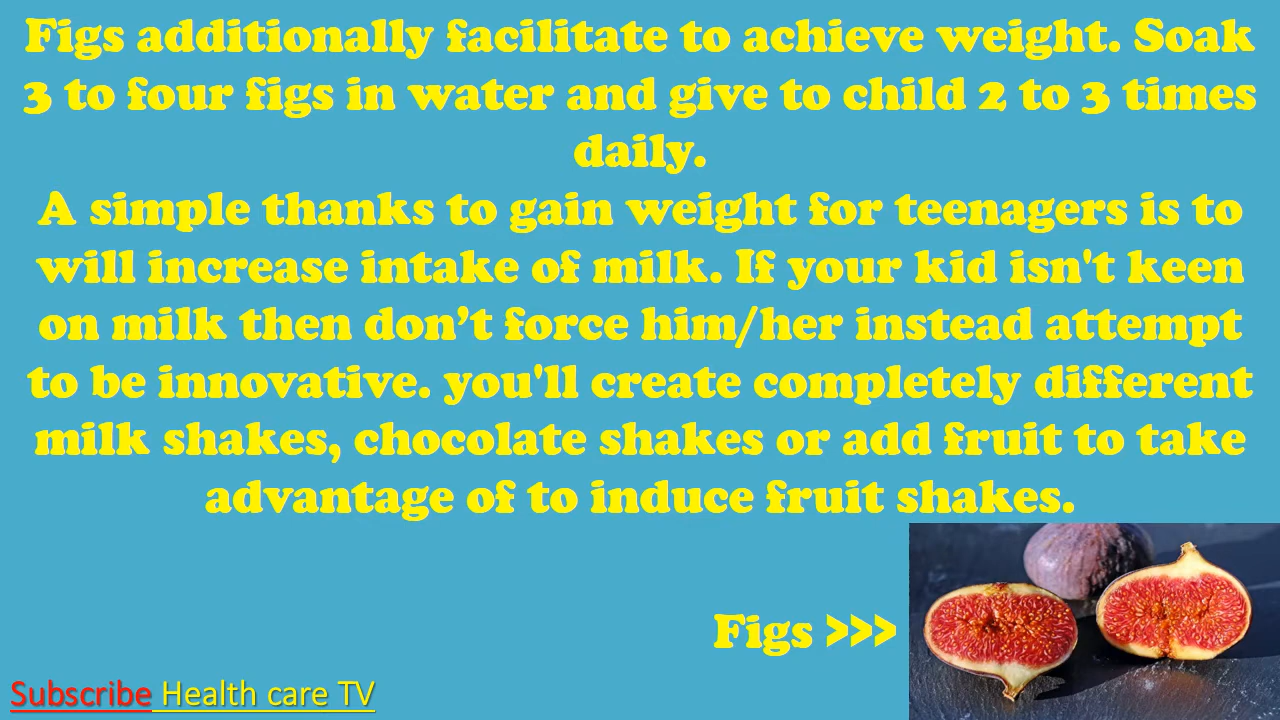 Figs additionally facilitate to achieve weight. Soak
3 to four figs in water and give to child 2 to 3 times
daily.
A simple thanks to gain weight for teenagers is to
will increase intake of milk. If your kid isn't keen
on milk then don’t force him/her instead attempt
to be innovative. you'll create completely different
milk shakes, chocolate shakes or add fruit to take
advantage of to induce fruit shakes.
Figs >>>
Subscribe Health care TV